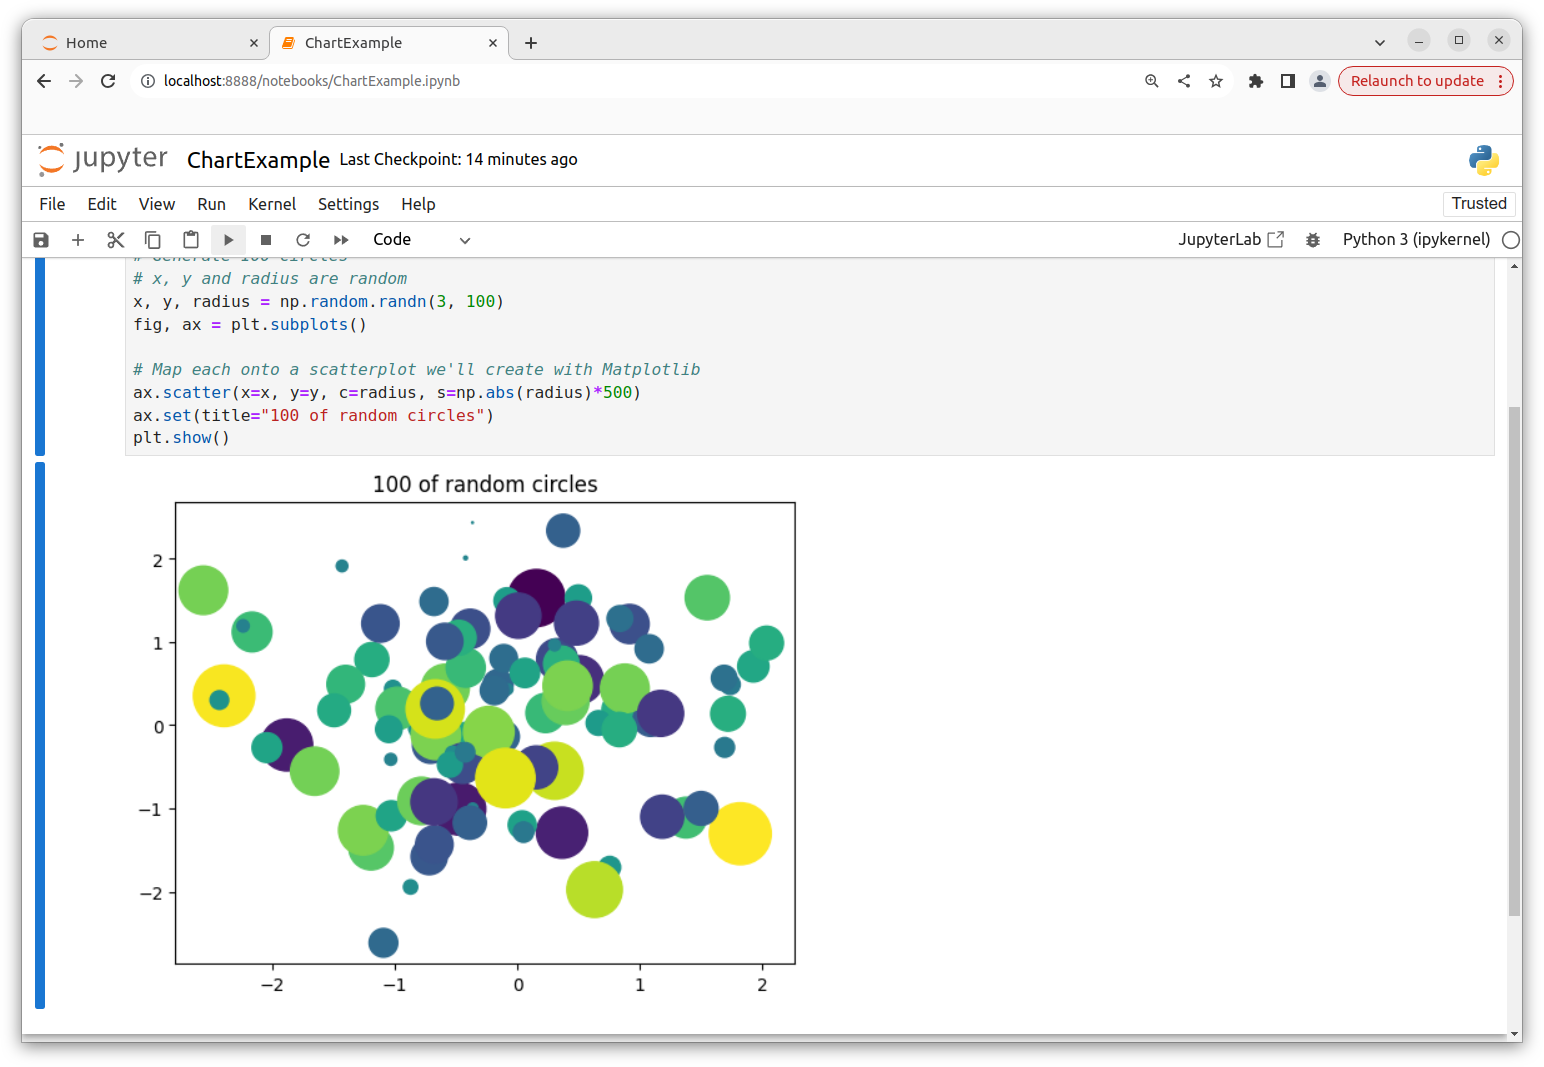 Home
ChartExample
localhost:8888/notebooks/ChartExample.ipynb
Relaunch to update
jupyter ChartExample Last Checkpoint: 14 minutes ago
File Edit View Run Kernel Settings Help
Trusted
Code
JupyterLab
Python 3 (ipykernel)
# Generate 100 circles
# x, y and radius are random
x, y, radius = np.random.randn(3, 100)
fig, ax = plt.subplots()
# Map each onto a scatterplot we'll create with Matplotlib
ax.scatter(x=x, y=y, c=radius, s=np.abs(radius)*500)
ax.set(title="100 of random circles")
plt.show()
100 of random circles
2
1
0
−1
−2
−2 −1 0 1 2